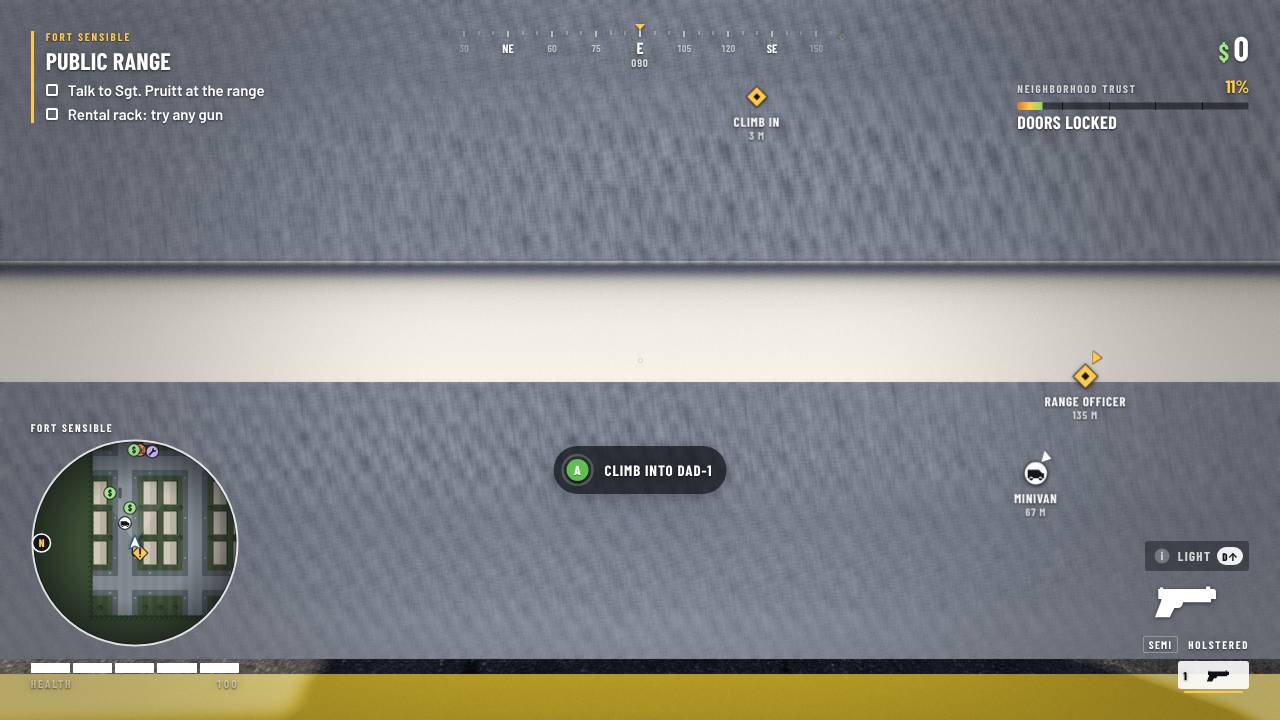 FORT SENSIBLE
PUBLIC RANGE
Talk to Sgt. Pruitt at the range
Rental rack: try any gun
30 NE 60 75 E 105 120 SE 150
090
CLIMB IN
3 M
$ 0
NEIGHBORHOOD TRUST 11%
DOORS LOCKED
RANGE OFFICER
135 M
FORT SENSIBLE
A CLIMB INTO DAD-1
MINIVAN
67 M
$
$
$
N
!
i LIGHT D↑
SEMI HOLSTERED
1
HEALTH 100